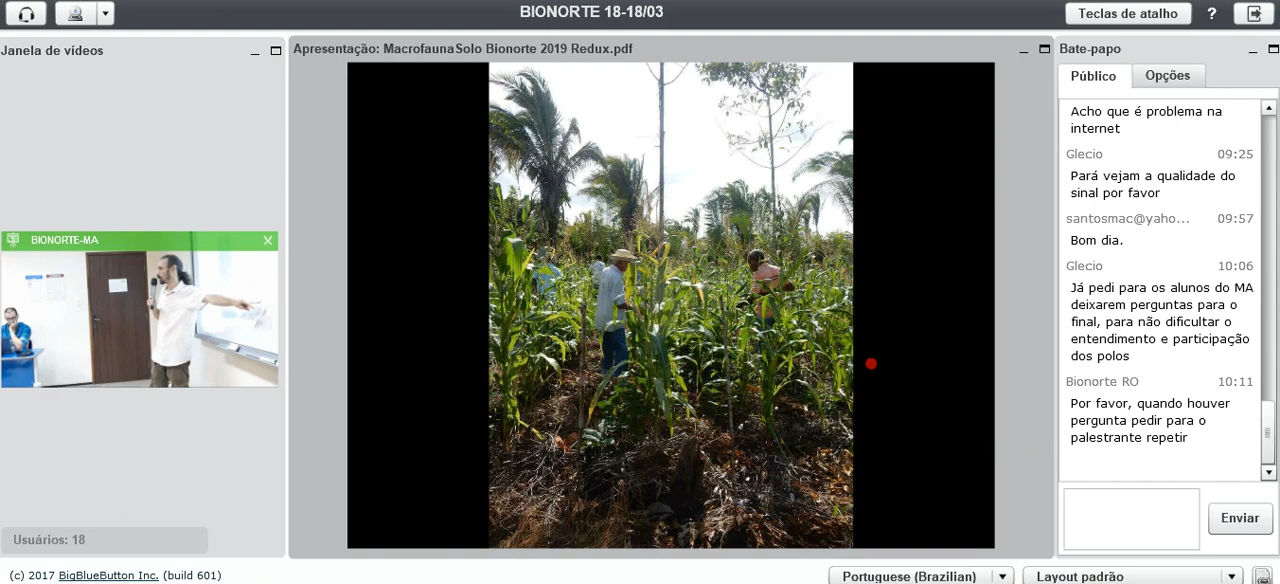 BIONORTE 18-18/03
Teclas de atalho
?
Janela de vídeos
BIONORTE-MA
Usuários: 18
Apresentação: MacrofaunaSolo Bionorte 2019 Redux.pdf
Bate-papo
Público
Opções
Acho que é problema na
internet
Glecio 09:25
Pará vejam a qualidade do
sinal por favor
santosmac@yaho... 09:57
Bom dia.
Glecio 10:06
Já pedi para os alunos do MA
deixarem perguntas para o
final, para não dificultar o
entendimento e participação
dos polos
Bionorte RO 10:11
Por favor, quando houver
pergunta pedir para o
palestrante repetir
Enviar
(c) 2017 BigBlueButton Inc. (build 601)
Portuguese (Brazilian)
Layout padrão